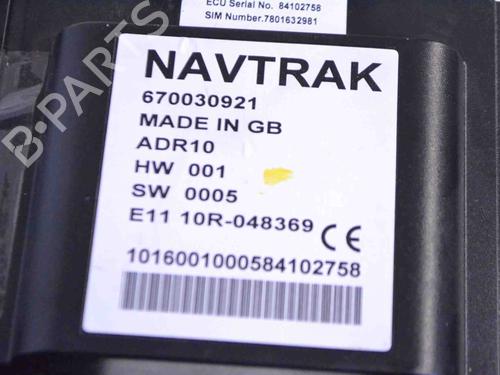 ECU Serial No. 84102758
SIM Number.7801632981
NAVTRAK
670030921
MADE IN GB
ADR10
HW 001
SW 0005
E11 10R-048369 CE
1016001000584102758
B-PARTS